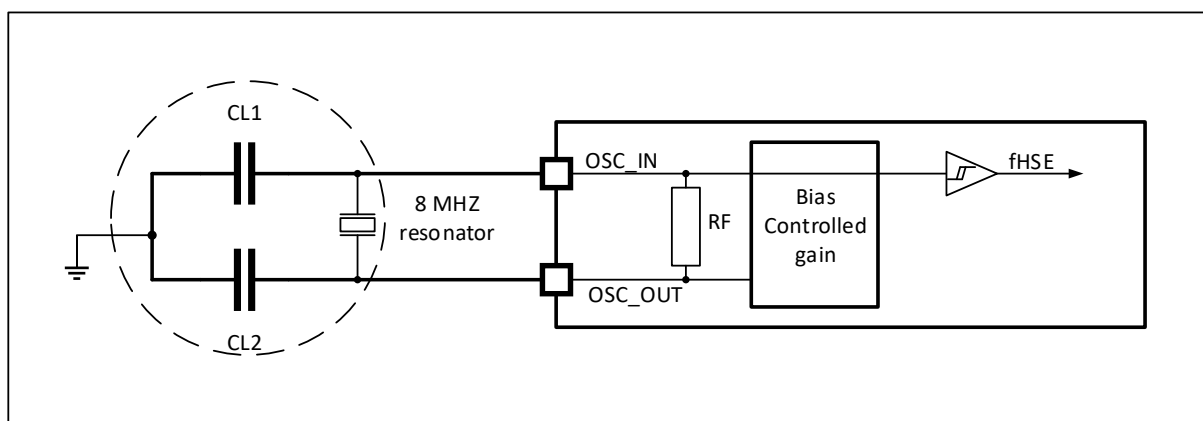 CL1
OSC_IN
fHSE
8 MHZ
resonator
RF
Bias
Controlled
gain
OSC_OUT
CL2